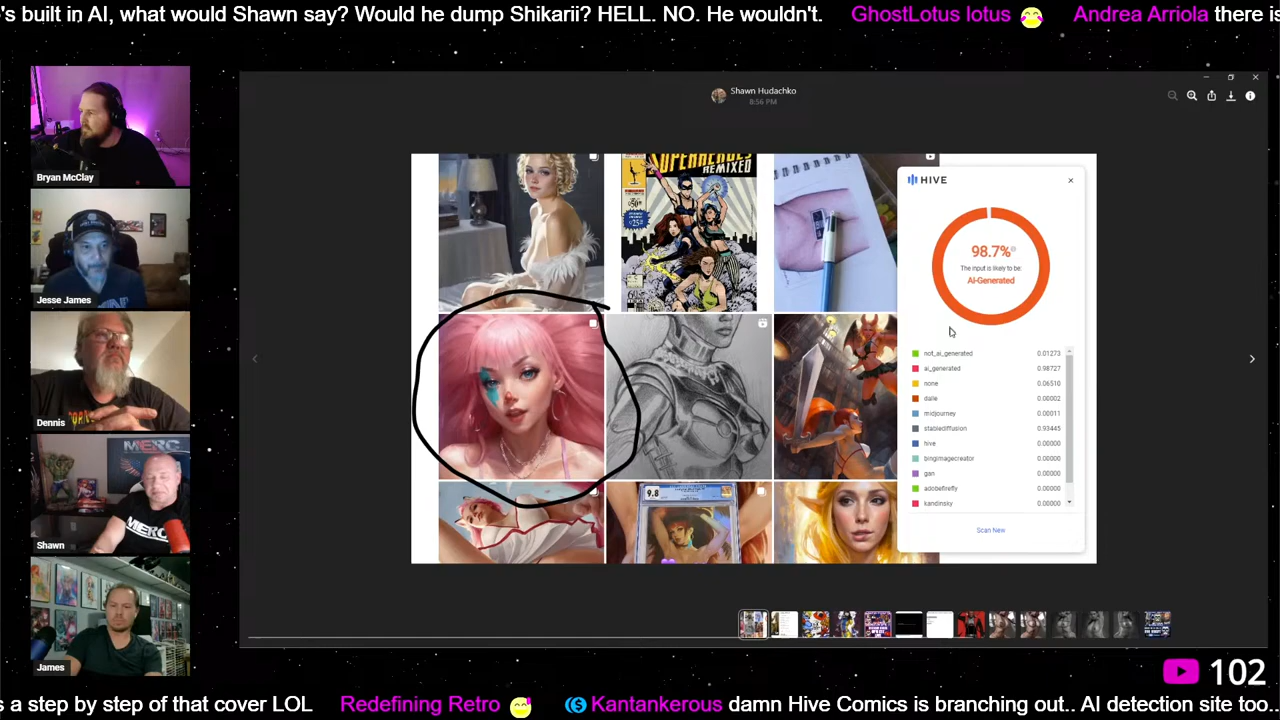 's built in AI, what would Shawn say? Would he dump Shikarii? HELL. NO. He wouldn't. GhostLotus lotus Andrea Arriola there is
Bryan McClay
Jesse James
Dennis
MERC
MERC
Shawn
James
Shawn Hudachko
8:56 PM
SUPERHEROES
REMIXED
9.8
HIVE
98.7%
The input is likely to be:
AI-Generated
not_ai_generated 0.01273
ai_generated 0.98727
none 0.06510
dalle 0.00002
midjourney 0.00011
stablediffusion 0.93445
hive 0.00000
bingimagecreator 0.00000
gan 0.00000
adobefirefly 0.00000
kandinsky 0.00000
Scan New
102
s a step by step of that cover LOL Redefining Retro Kantankerous damn Hive Comics is branching out.. AI detection site too..